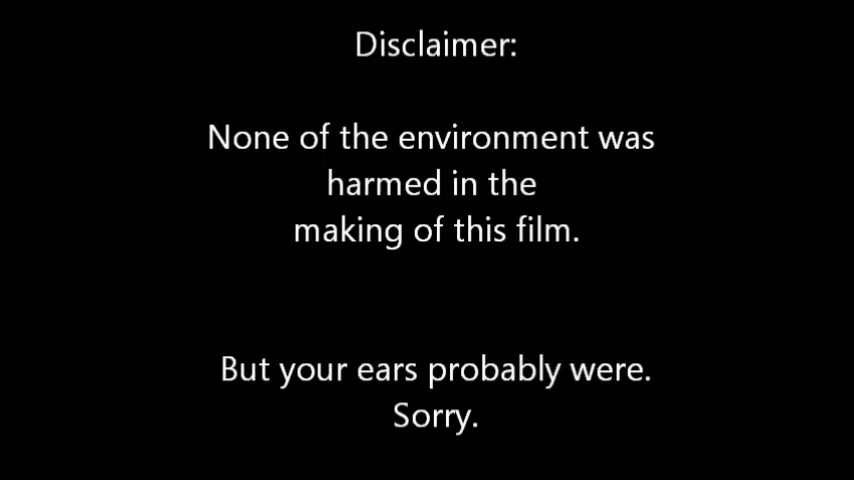 Disclaimer:
None of the environment was
harmed in the
making of this film.
But your ears probably were.
Sorry.